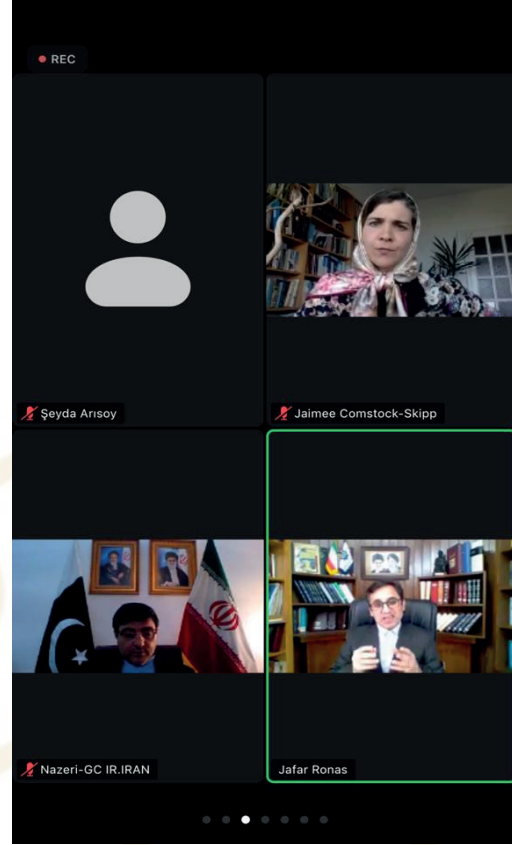 REC
Şeyda Arısoy
Jaimee Comstock-Skipp
Nazeri-GC IR.IRAN
Jafar Ronas